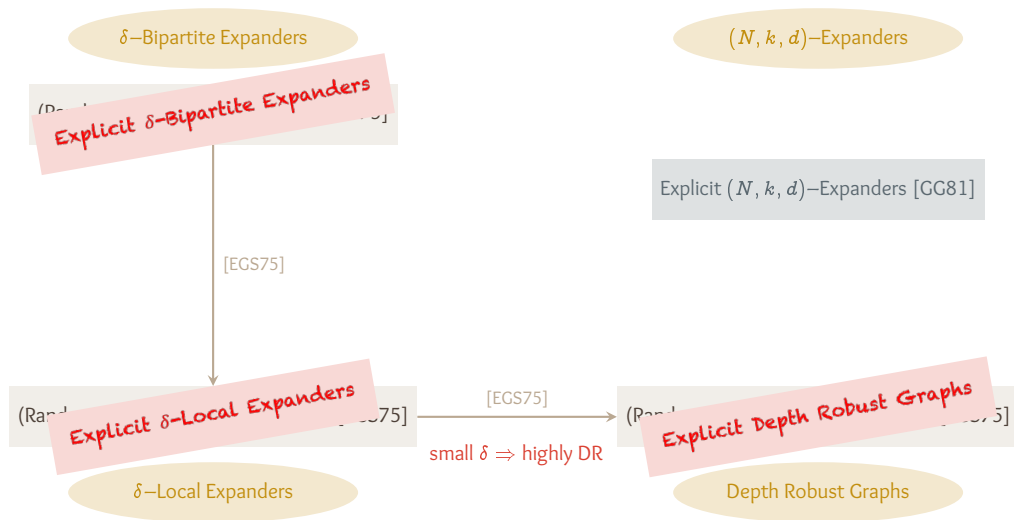 δ–Bipartite Expanders
(N, k, d)–Expanders
Explicit δ–Bipartite Expanders
Explicit (N, k, d)–Expanders [GG81]
[EGS75]
Explicit δ–Local Expanders
[EGS75]
Explicit Depth Robust Graphs
small δ ⇒ highly DR
δ–Local Expanders
Depth Robust Graphs